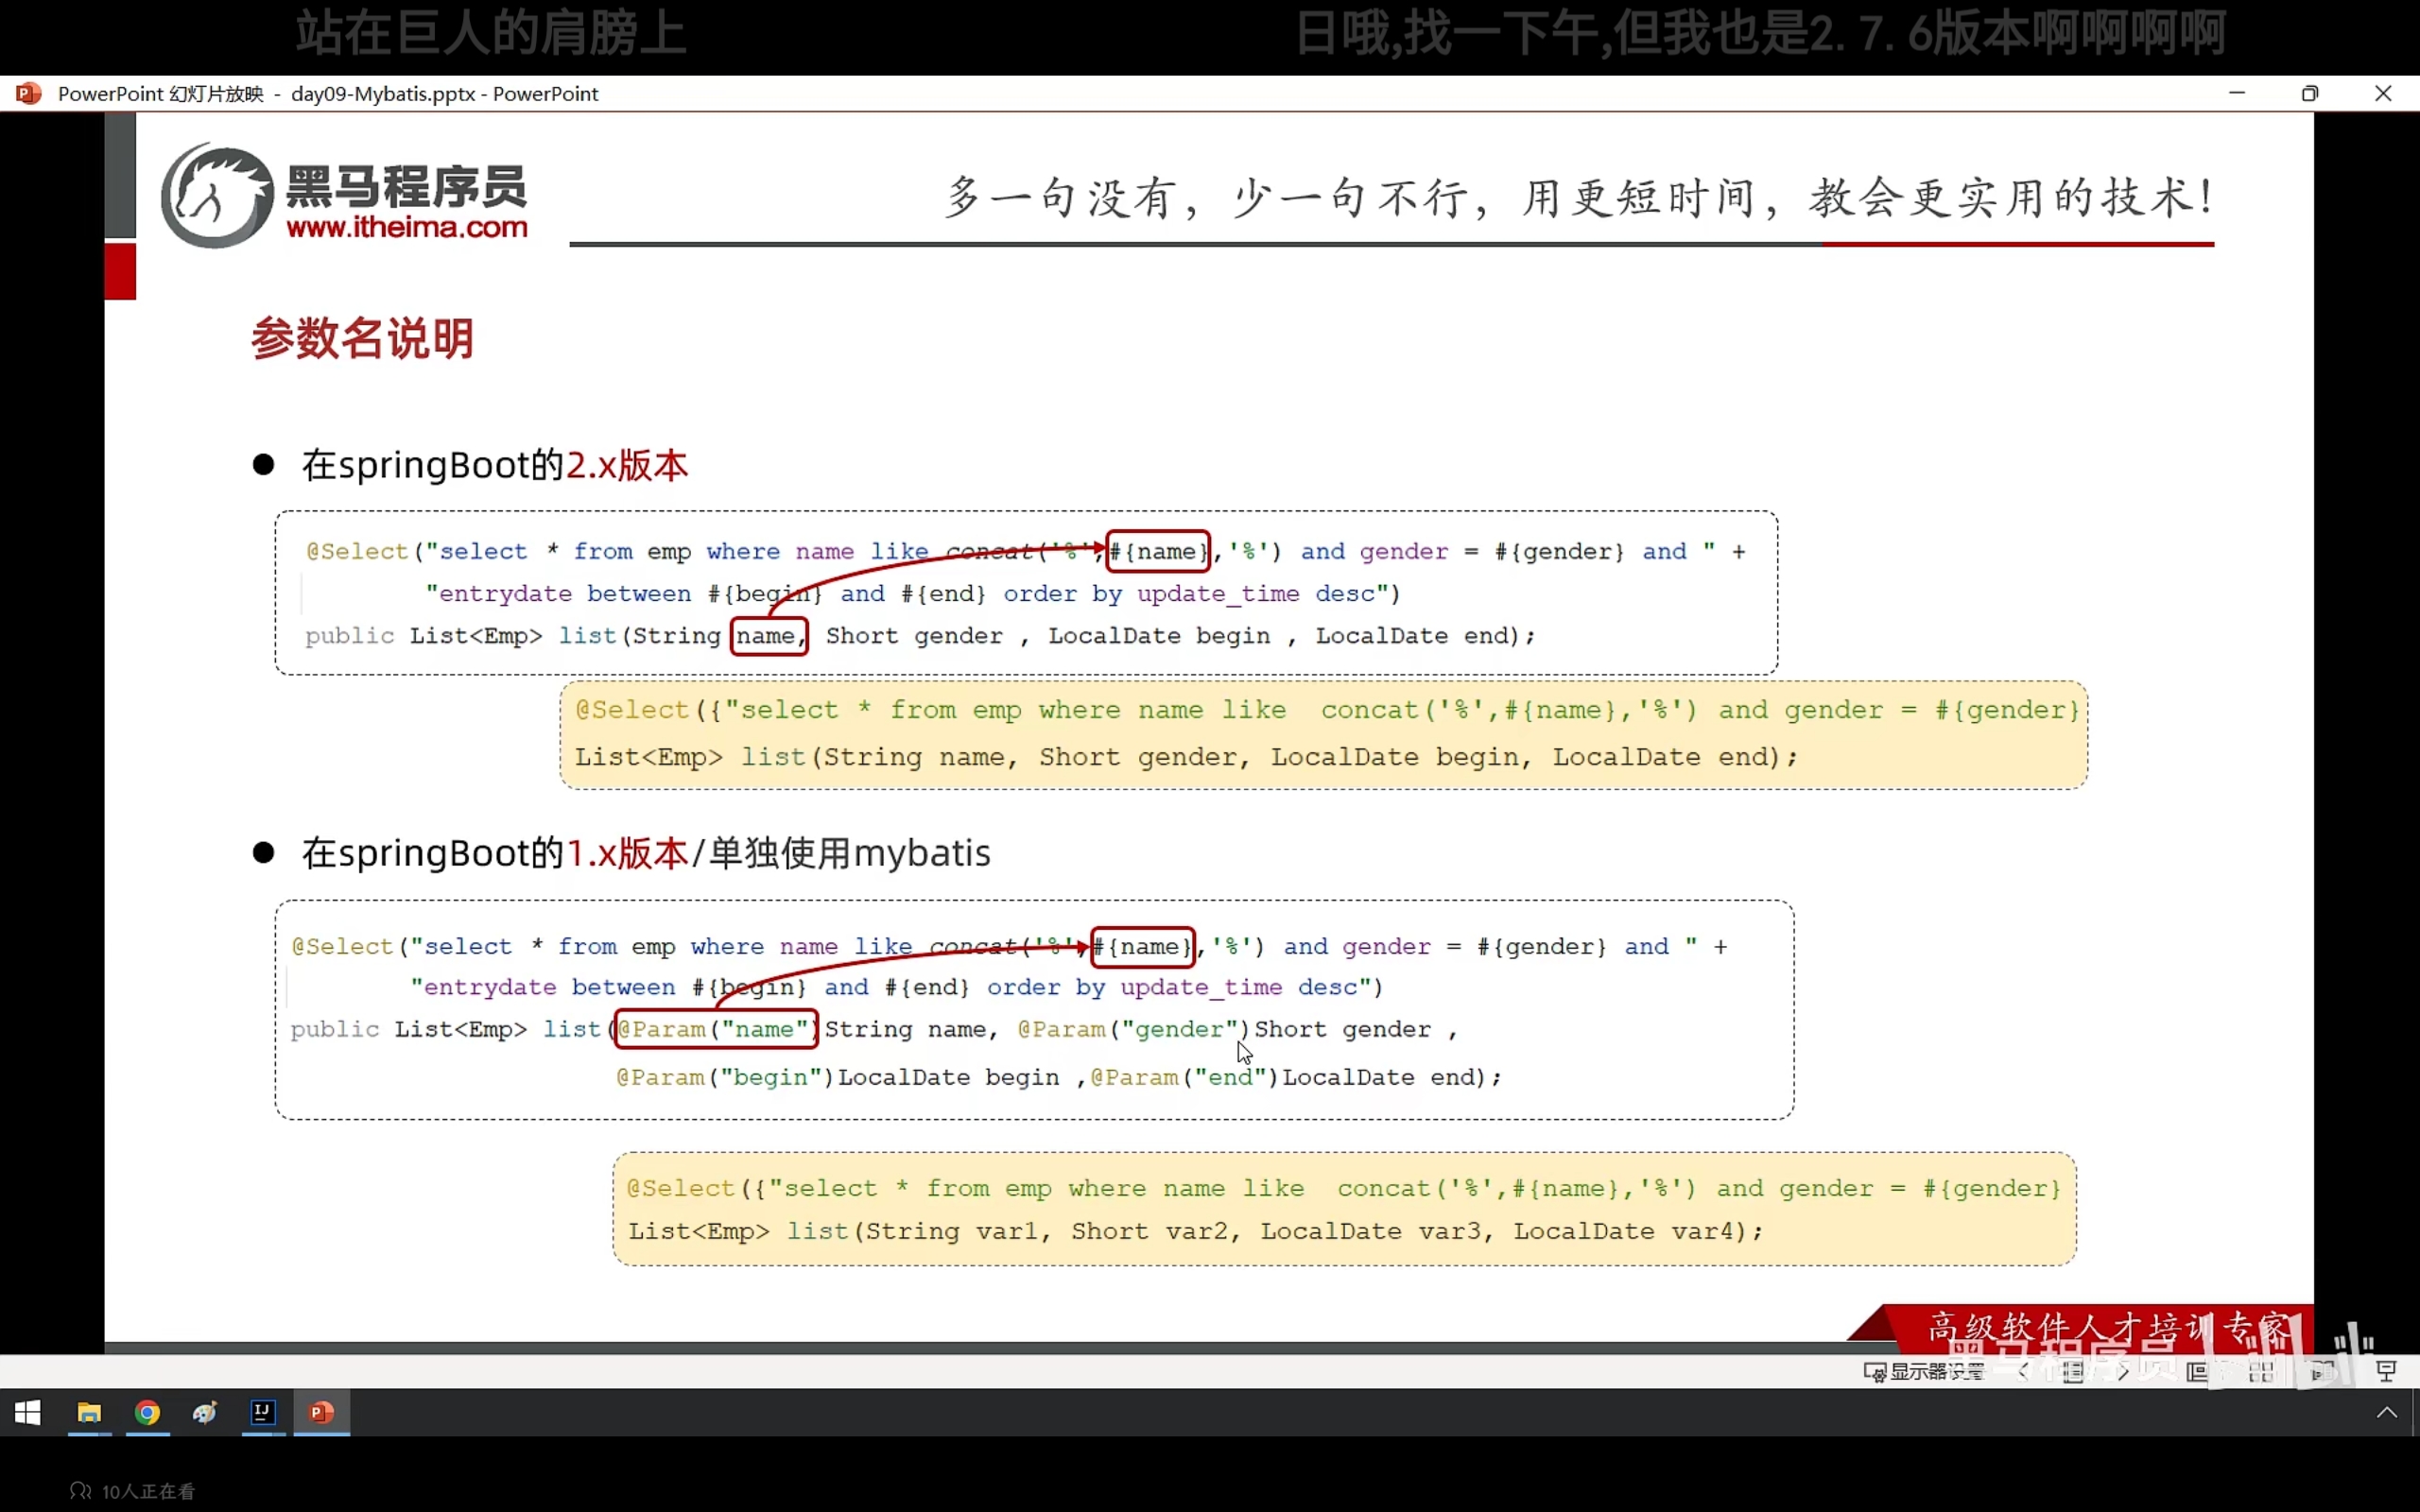 站在巨人的肩膀上
日哦,找一下午,但我也是2.7.6版本啊啊啊啊
PowerPoint 幻灯片放映 - day09-Mybatis.pptx - PowerPoint
黑马程序员
www.itheima.com
多一句没有，少一句不行，用更短时间，教会更实用的技术！
参数名说明
● 在springBoot的2.x版本
@Select("select * from emp where name like concat('%',#{name},'%') and gender = #{gender} and " +
"entrydate between #{begin} and #{end} order by update_time desc")
public List<Emp> list(String name, Short gender , LocalDate begin , LocalDate end);
@Select({"select * from emp where name like  concat('%',#{name},'%') and gender = #{gender}
List<Emp> list(String name, Short gender, LocalDate begin, LocalDate end);
● 在springBoot的1.x版本/单独使用mybatis
@Select("select * from emp where name like concat('%',#{name},'%') and gender = #{gender} and " +
"entrydate between #{begin} and #{end} order by update_time desc")
public List<Emp> list(@Param("name")String name, @Param("gender")Short gender ,
@Param("begin")LocalDate begin ,@Param("end")LocalDate end);
@Select({"select * from emp where name like  concat('%',#{name},'%') and gender = #{gender}
List<Emp> list(String var1, Short var2, LocalDate var3, LocalDate var4);
高级软件人才培训专家
黑马程序员
显示器设置
10人正在看